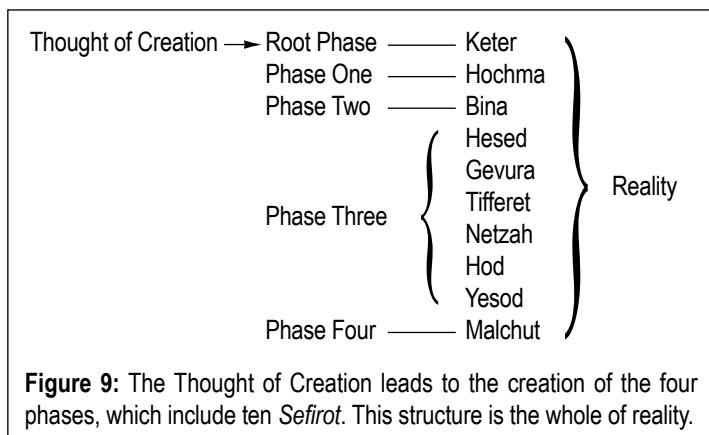 Thought of Creation Root Phase Keter
Phase One Hochma
Phase Two Bina
Hesed
Gevura
Tifferet
Reality
Phase Three
Netzah
Hod
Yesod
Phase Four Malchut
Figure 9: The Thought of Creation leads to the creation of the four
phases, which include ten Sefirot. This structure is the whole of reality.